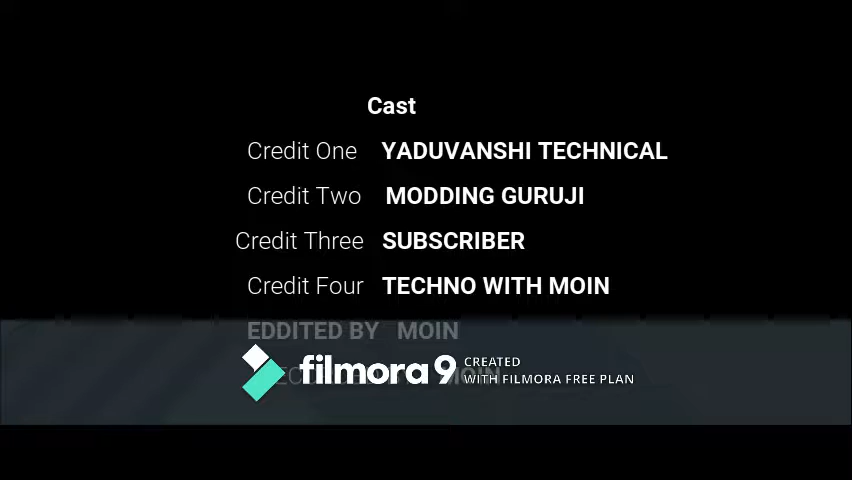 Cast
Credit One YADUVANSHI TECHNICAL
Credit Two MODDING GURUJI
Credit Three SUBSCRIBER
Credit Four TECHNO WITH MOIN
EDDITED BY MOIN
filmora 9 CREATED
WITH FILMORA FREE PLAN
MOIN